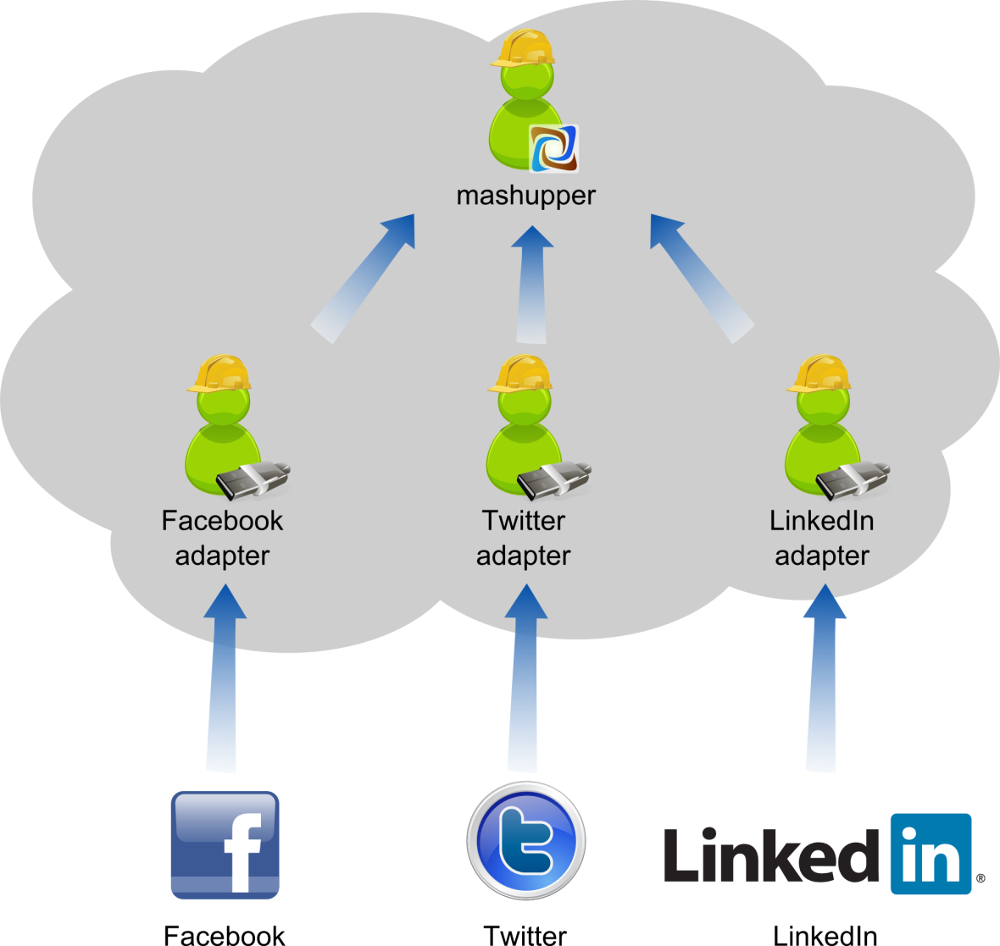 mashupper
Facebook
adapter
Twitter
adapter
LinkedIn
adapter
f
t
Linked in ®
Facebook
Twitter
LinkedIn